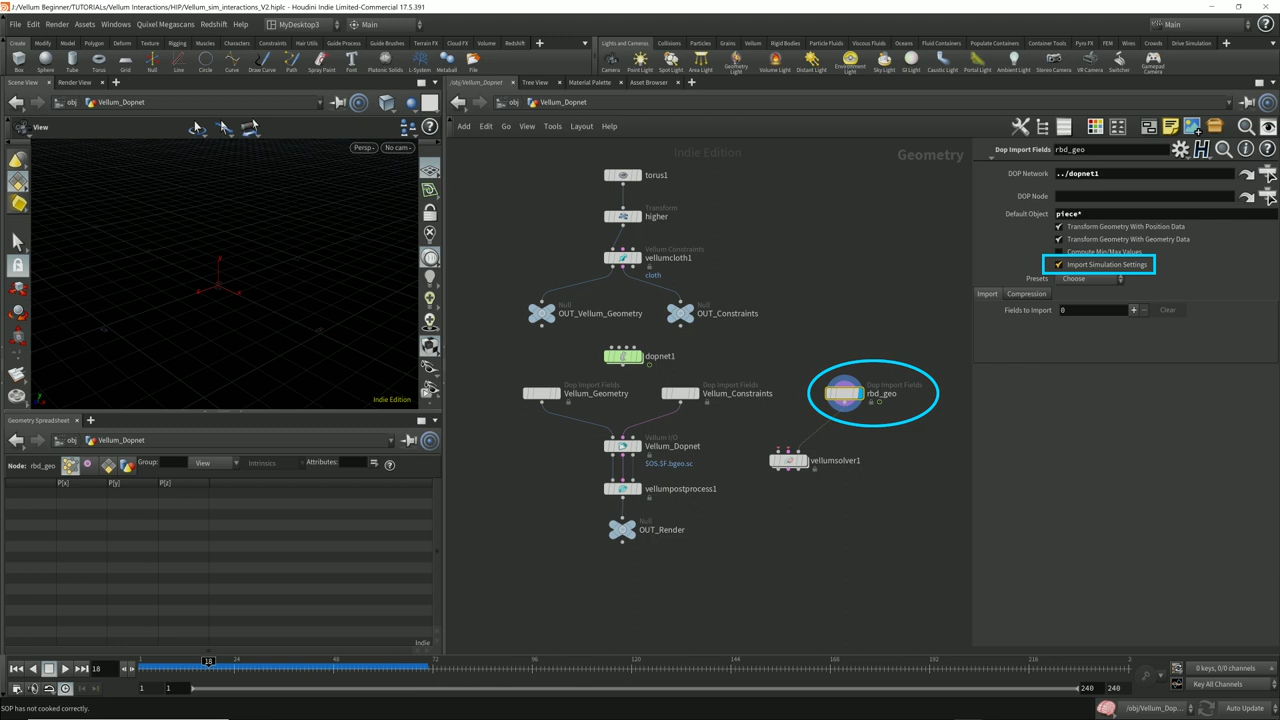 J:/Vellum Beginner/TUTORIALs/Vellum Interactions/HIP/Vellum_sim_interactions_V2.hiplc - Houdini Indie Limited-Commercial 17.5.391
File Edit Render Assets Windows Quixel Megascans Redshift Help MyDesktop3 Main Main
Create Modify Model Polygon Deform Texture Rigging Muscles Characters Constraints Hair Utils Guide Process Guide Brushes Terrain FX Cloud FX Volume Redshift
Lights and Cameras Collisions Particles Grains Vellum Rigid Bodies Particle Fluids Viscous Fluids Oceans Fluid Containers Populate Containers Container Tools Pyro FX FEM Wires Crowds Drive Simulation
Box Sphere Tube Torus Grid Null Line Circle Curve Draw Curve Path Spray Paint Font Platonic Solids L-System Metaball File
Camera Point Light Spot Light Area Light Geometry Light Volume Light Distant Light Environment Light Sky Light GI Light Caustic Light Portal Light Ambient Light Stereo Camera VR Camera Switcher Gamepad Camera
Scene View Render View
/obj/Vellum_Dopnet Tree View Material Palette Asset Browser
obj Vellum_Dopnet
obj Vellum_Dopnet
View
Add Edit Go View Tools Layout Help
Persp No cam
Indie Edition
Geometry
Indie Edition
torus1
Transform
higher
Vellum Constraints
vellumcloth1
cloth
Null
OUT_Vellum_Geometry
Null
OUT_Constraints
dopnet1
Dop Import Fields
Vellum_Geometry
Dop Import Fields
Vellum_Constraints
Dop Import Fields
rbd_geo
Vellum I/O
Vellum_Dopnet
$OS.$F.bgeo.sc
vellumsolver1
vellumpostprocess1
Null
OUT_Render
Dop Import Fields rbd_geo
DOP Network ../dopnet1
DOP Node
Default Object piece*
Transform Geometry With Position Data
Transform Geometry With Geometry Data
Compute Min/Max Values
Import Simulation Settings
Presets Choose
Import Compression
Fields to Import 0 Clear
Geometry Spreadsheet
obj Vellum_Dopnet
Node: rbd_geo Group: View Intrinsics Attributes:
P[x] P[y] P[z]
Indie
18
1 18 24 48 72 96 120 144 168 192 216 2
1 1 240 240
0 keys, 0/0 channels
Key All Channels
SOP has not cooked correctly.
/obj/Vellum_Dop... Auto Update